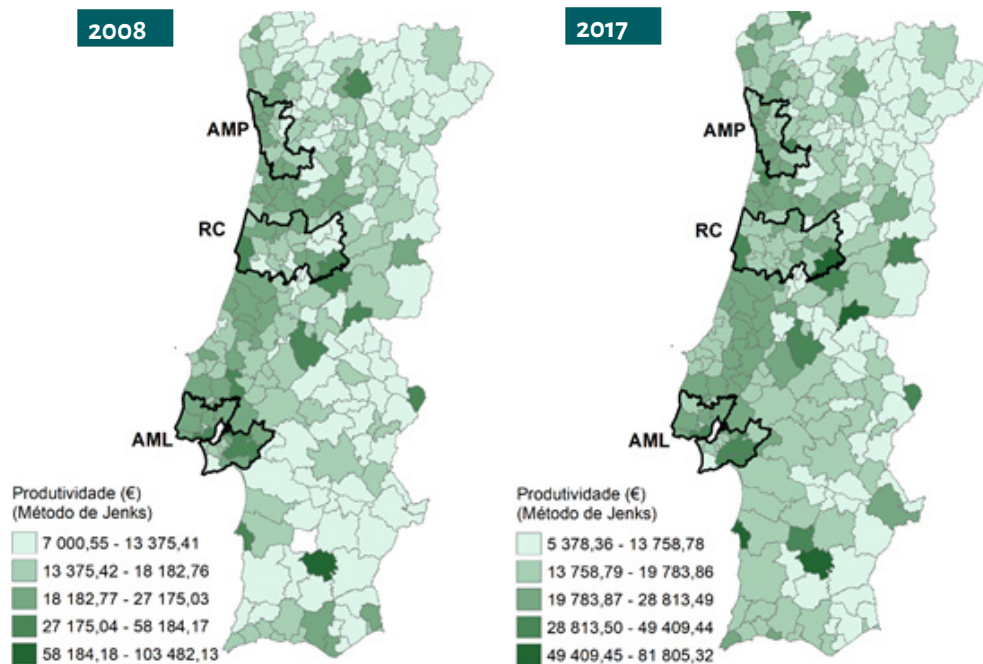 2008
AMP
RC
AML
Produtividade (€)
(Método de Jenks)
7 000,55 - 13 375,41
13 375,42 - 18 182,76
18 182,77 - 27 175,03
27 175,04 - 58 184,17
58 184,18 - 103 482,13
2017
AMP
RC
AML
Produtividade (€)
(Método de Jenks)
5 378,36 - 13 758,78
13 758,79 - 19 783,86
19 783,87 - 28 813,49
28 813,50 - 49 409,44
49 409,45 - 81 805,32